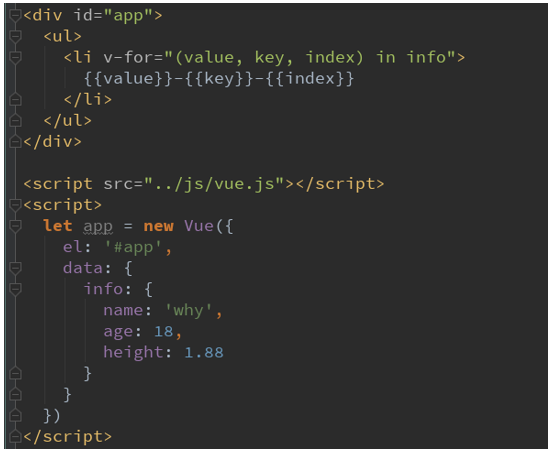 <div id="app">
  <ul>
    <li v-for="(value, key, index) in info">
      {{value}}-{{key}}-{{index}}
    </li>
  </ul>
</div>

<script src="../js/vue.js"></script>
<script>
  let app = new Vue({
    el: '#app',
    data: {
      info: {
        name: 'why',
        age: 18,
        height: 1.88
      }
    }
  })
</script>